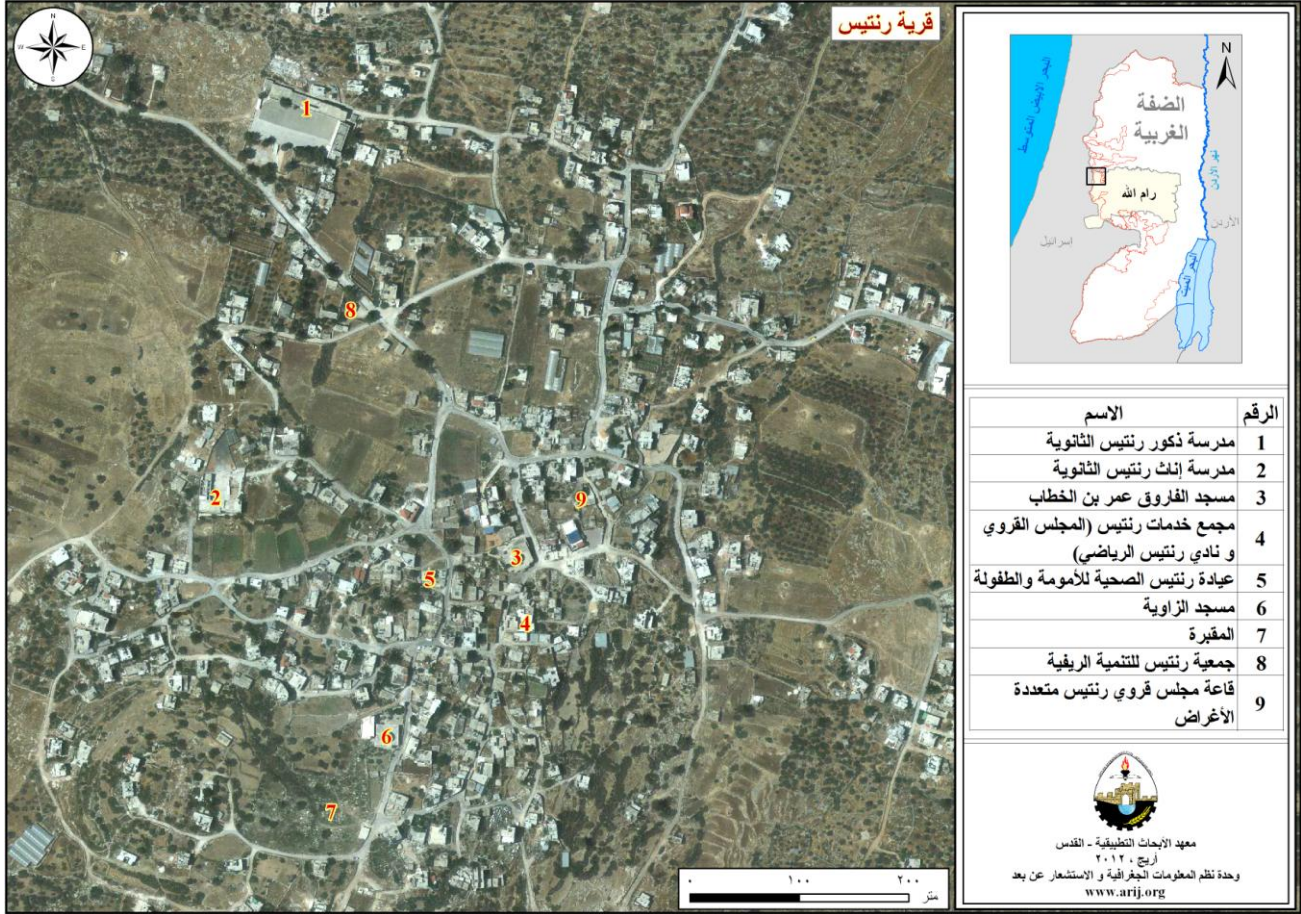 قرية رنتيس
N
E
S
W
1
8
2
9
3
5
4
6
7
٠ ١٠٠ ٢٠٠
متر
N
البحر الابيض المتوسط
الضفة
الغربية
نهر الأردن
رام الله
الأردن
إسرائيل
البحر الميت
الرقم الاسم
1 مدرسة ذكور رنتيس الثانوية
2 مدرسة إناث رنتيس الثانوية
3 مسجد الفاروق عمر بن الخطاب
4 مجمع خدمات رنتيس (المجلس القروي
و نادي رنتيس الرياضي)
5 عيادة رنتيس الصحية للأمومة والطفولة
6 مسجد الزاوية
7 المقبرة
8 جمعية رنتيس للتنمية الريفية
9 قاعة مجلس قروي رنتيس متعددة
الأغراض
معهد الأبحاث التطبيقية - القدس
أريج ، ٢٠١٢
وحدة نظم المعلومات الجغرافية و الاستشعار عن بعد
www.arij.org